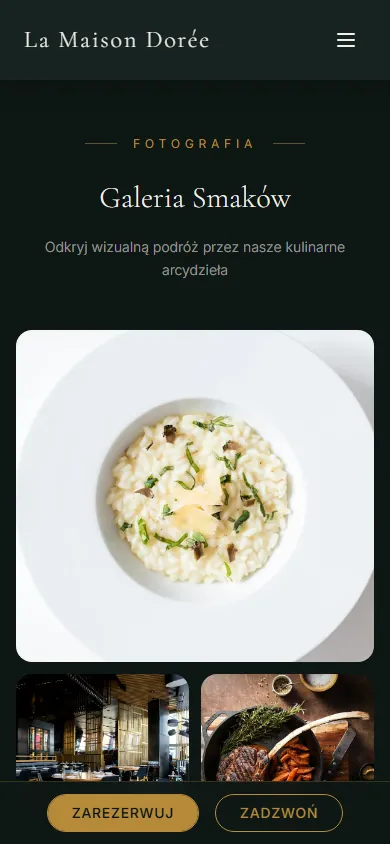 La Maison Dorée
FOTOGRAFIA
Galeria Smaków
Odkryj wizualną podróż przez nasze kulinarne
arcydzieła
ZAREZERWUJ
ZADZWOŃ